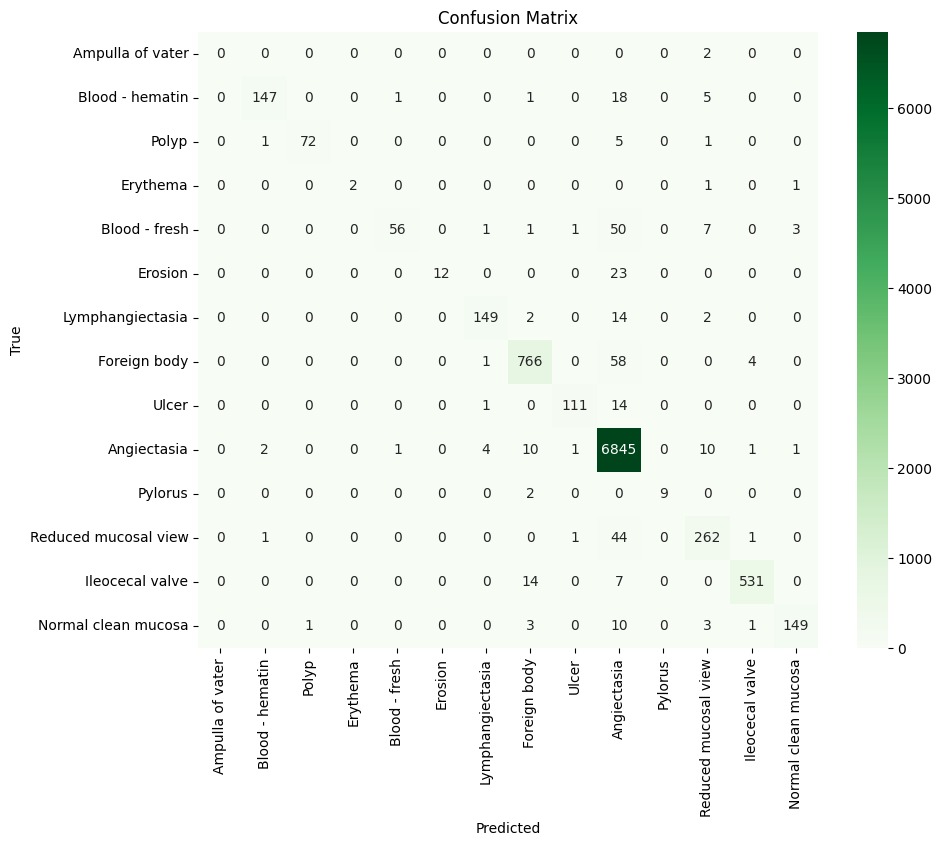 Confusion Matrix
True
Ampulla of vater 0 0 0 0 0 0 0 0 0 0 0 2 0 0
Blood - hematin 0 147 0 0 1 0 0 1 0 18 0 5 0 0
Polyp 0 1 72 0 0 0 0 0 0 5 0 1 0 0
Erythema 0 0 0 2 0 0 0 0 0 0 0 1 0 1
Blood - fresh 0 0 0 0 56 0 1 1 1 50 0 7 0 3
Erosion 0 0 0 0 0 12 0 0 0 23 0 0 0 0
Lymphangiectasia 0 0 0 0 0 0 149 2 0 14 0 2 0 0
Foreign body 0 0 0 0 0 0 1 766 0 58 0 0 4 0
Ulcer 0 0 0 0 0 0 1 0 111 14 0 0 0 0
Angiectasia 0 2 0 0 1 0 4 10 1 6845 0 10 1 1
Pylorus 0 0 0 0 0 0 0 2 0 0 9 0 0 0
Reduced mucosal view 0 1 0 0 0 0 0 0 1 44 0 262 1 0
Ileocecal valve 0 0 0 0 0 0 0 14 0 7 0 0 531 0
Normal clean mucosa 0 0 1 0 0 0 0 3 0 10 0 3 1 149
Ampulla of vater
Blood - hematin
Polyp
Erythema
Blood - fresh
Erosion
Lymphangiectasia
Foreign body
Ulcer
Angiectasia
Pylorus
Reduced mucosal view
Ileocecal valve
Normal clean mucosa
Predicted
6000
5000
4000
3000
2000
1000
0